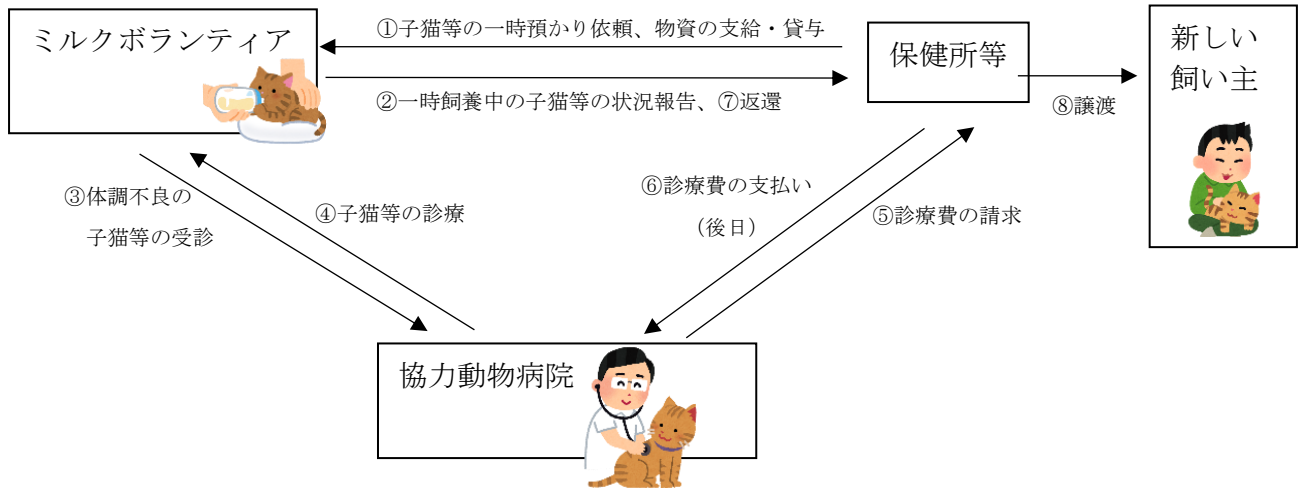 ミルクボランティア
①子猫等の一時預かり依頼、物資の支給・貸与
保健所等
新しい
飼い主
②一時飼養中の子猫等の状況報告、⑦返還
⑧譲渡
③体調不良の
子猫等の受診
④子猫等の診療
⑥診療費の支払い
（後日）
⑤診療費の請求
協力動物病院